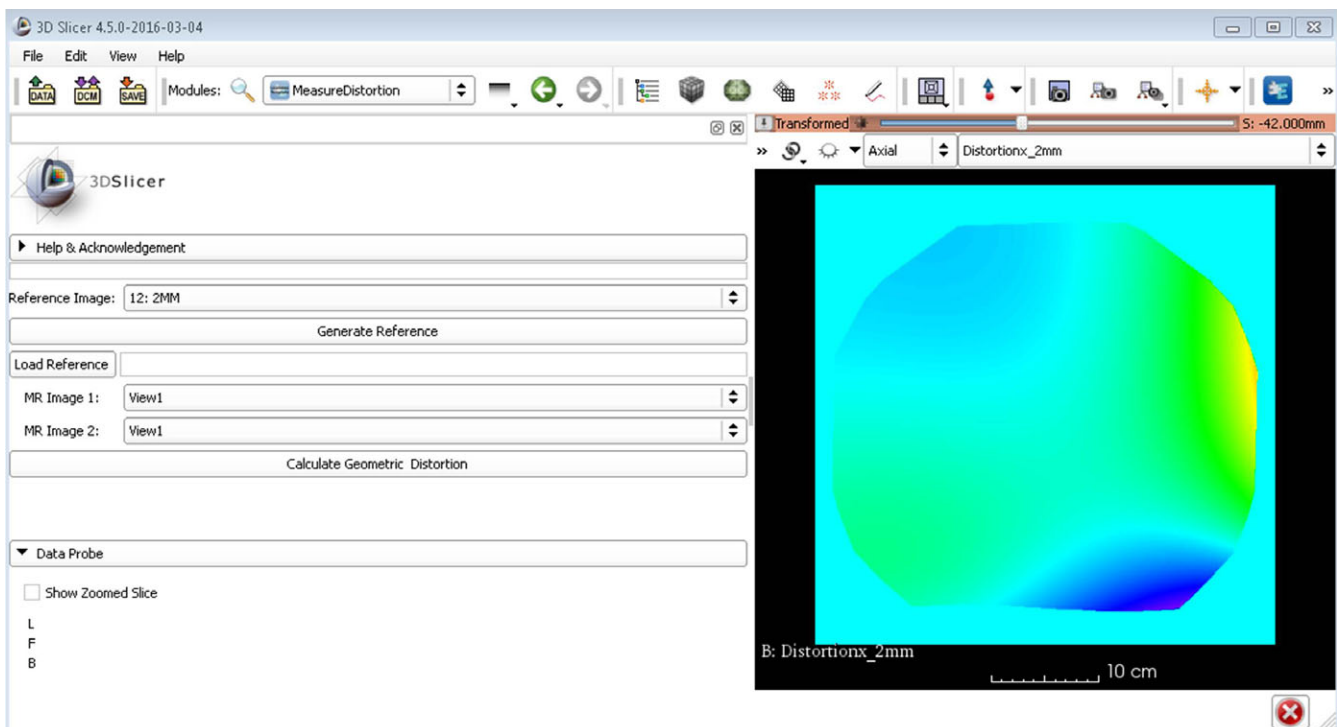 3D Slicer 4.5.0-2016-03-04
File Edit View Help
DATA DCM SAVE Modules: MeasureDistortion »
Transformed S: -42.000mm
» Axial Distortionx_2mm
3DSlicer
Help & Acknowledgement
Reference Image: 12: 2MM
Generate Reference
Load Reference
MR Image 1: View1
MR Image 2: View1
Calculate Geometric Distortion
Data Probe
Show Zoomed Slice
L
F
B
B: Distortionx_2mm
10 cm